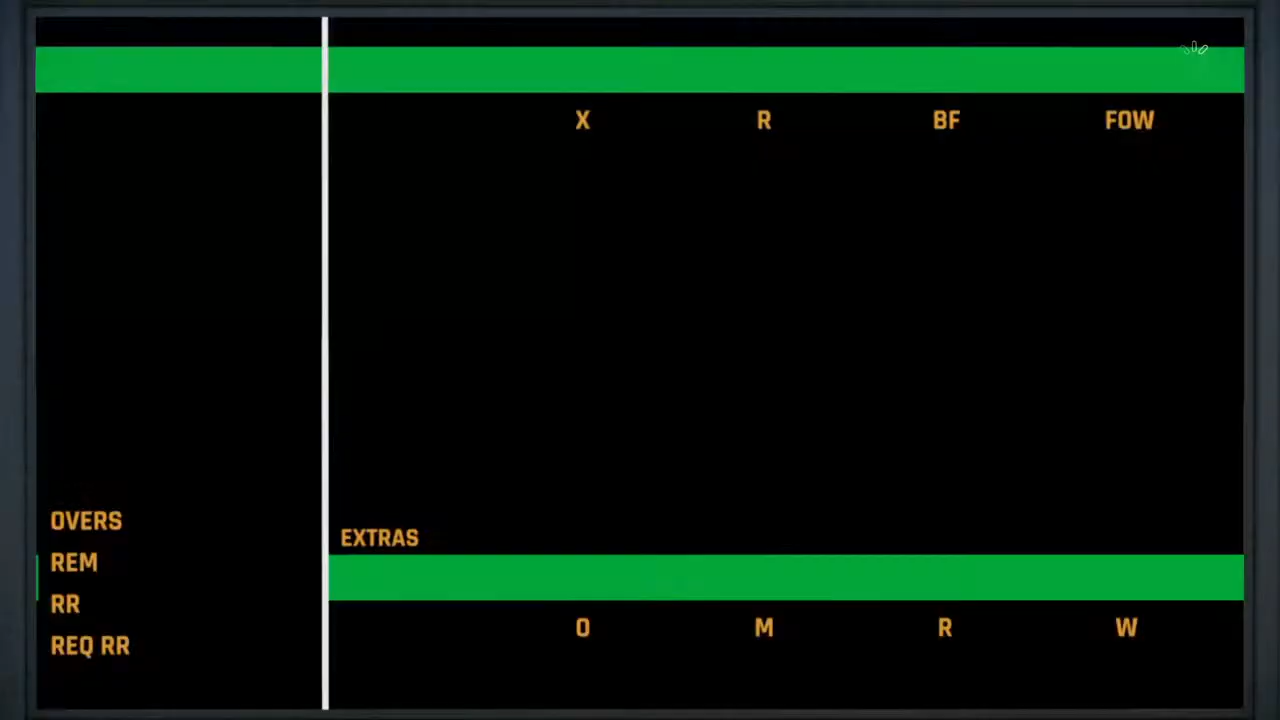 X R BF FOW
OVERS
REM
RR
REQ RR
EXTRAS
O M R W